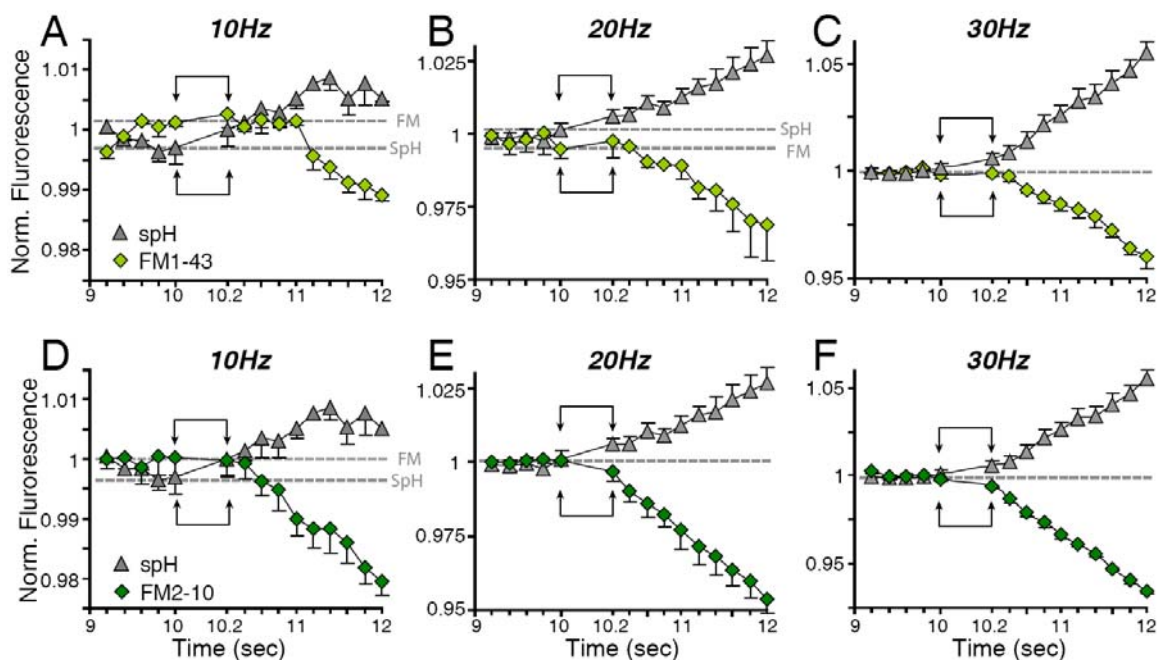 A 10Hz
B 20Hz
C 30Hz
Norm. Flurorescence
1.01
1
0.99
0.98
FM
SpH
spH
FM1-43
9 10 10.2 11 12
1.025
1
0.975
0.95
SpH
FM
9 10 10.2 11 12
1.05
1
0.95
9 10 10.2 11 12
D 10Hz
E 20Hz
F 30Hz
Norm. Flurorescence
1.01
1
0.99
0.98
FM
SpH
spH
FM2-10
9 10 10.2 11 12
Time (sec)
1.025
1
0.975
0.95
9 10 10.2 11 12
Time (sec)
1.05
1
0.95
9 10 10.2 11 12
Time (sec)